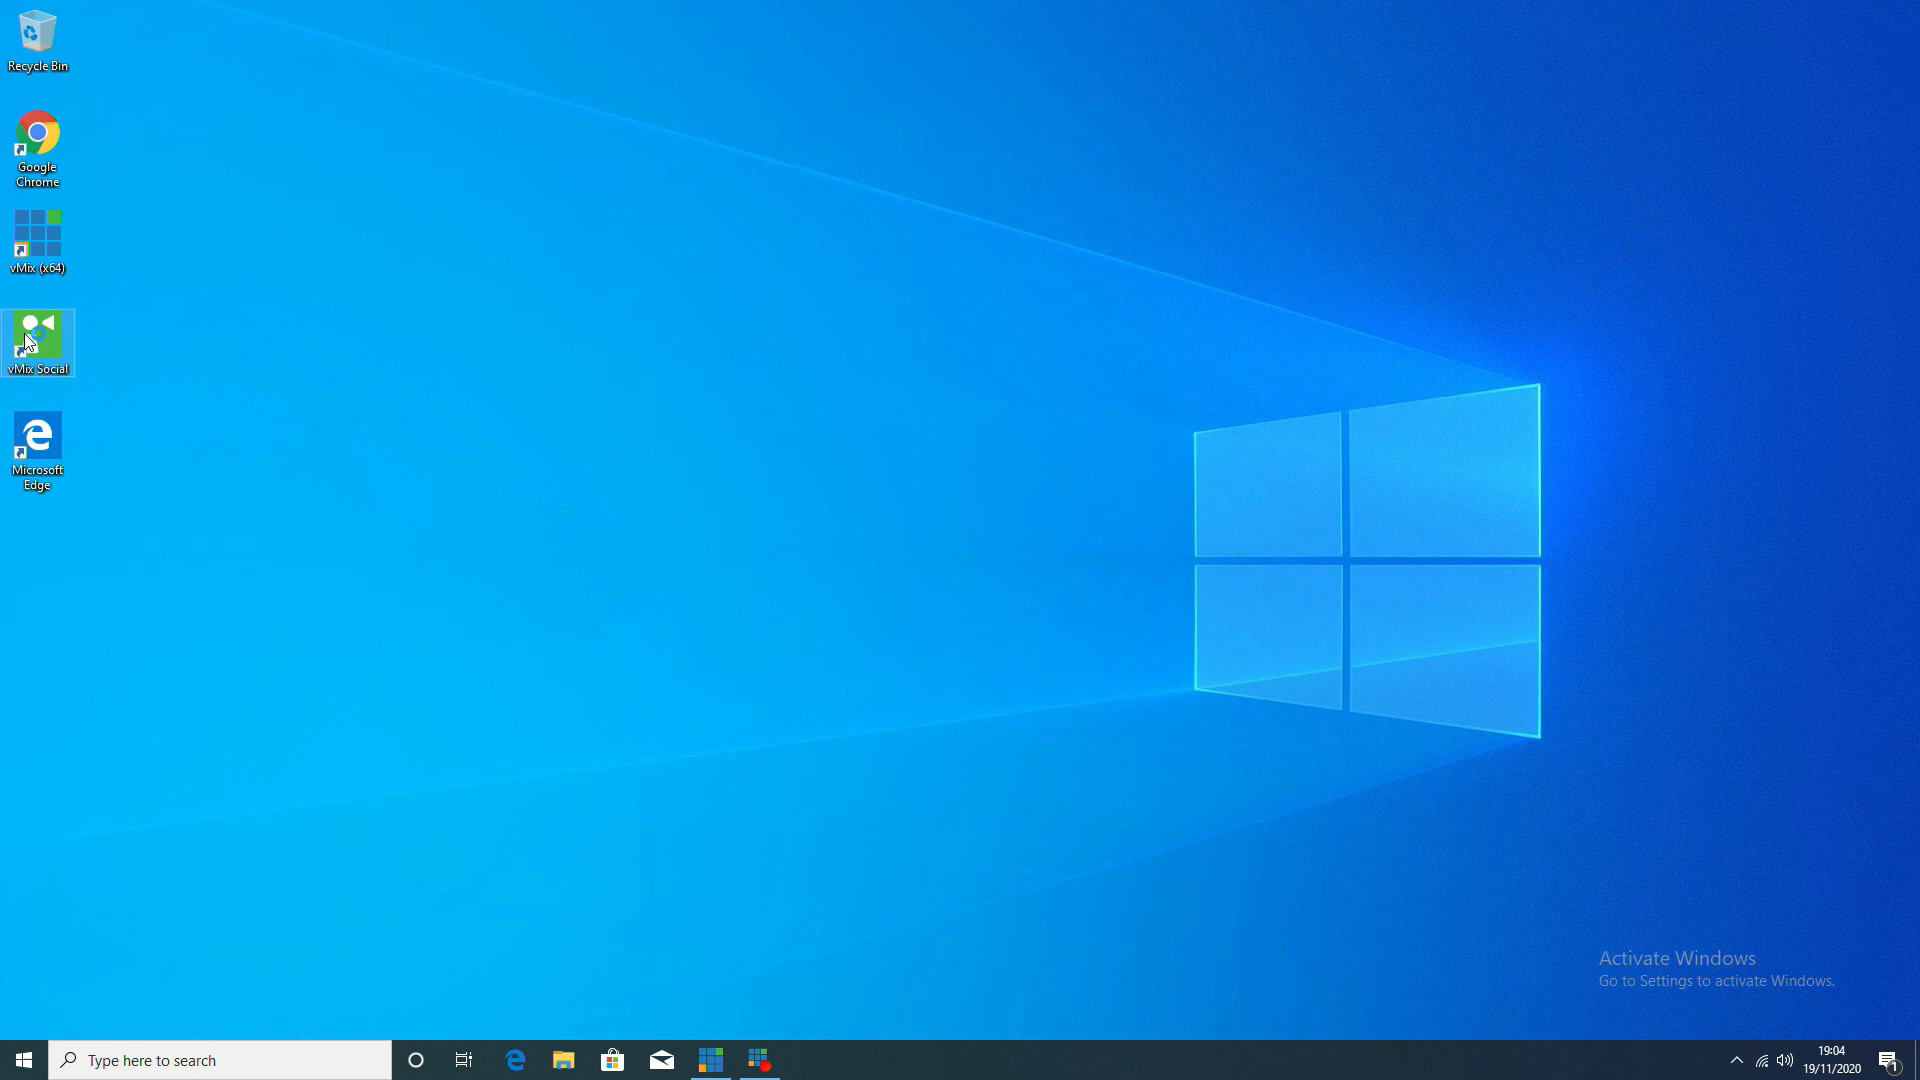 Recycle Bin
Google
Chrome
vMix (x64)
vMix Social
Microsoft
Edge
Activate Windows
Go to Settings to activate Windows.
Type here to search
19:04
19/11/2020
1